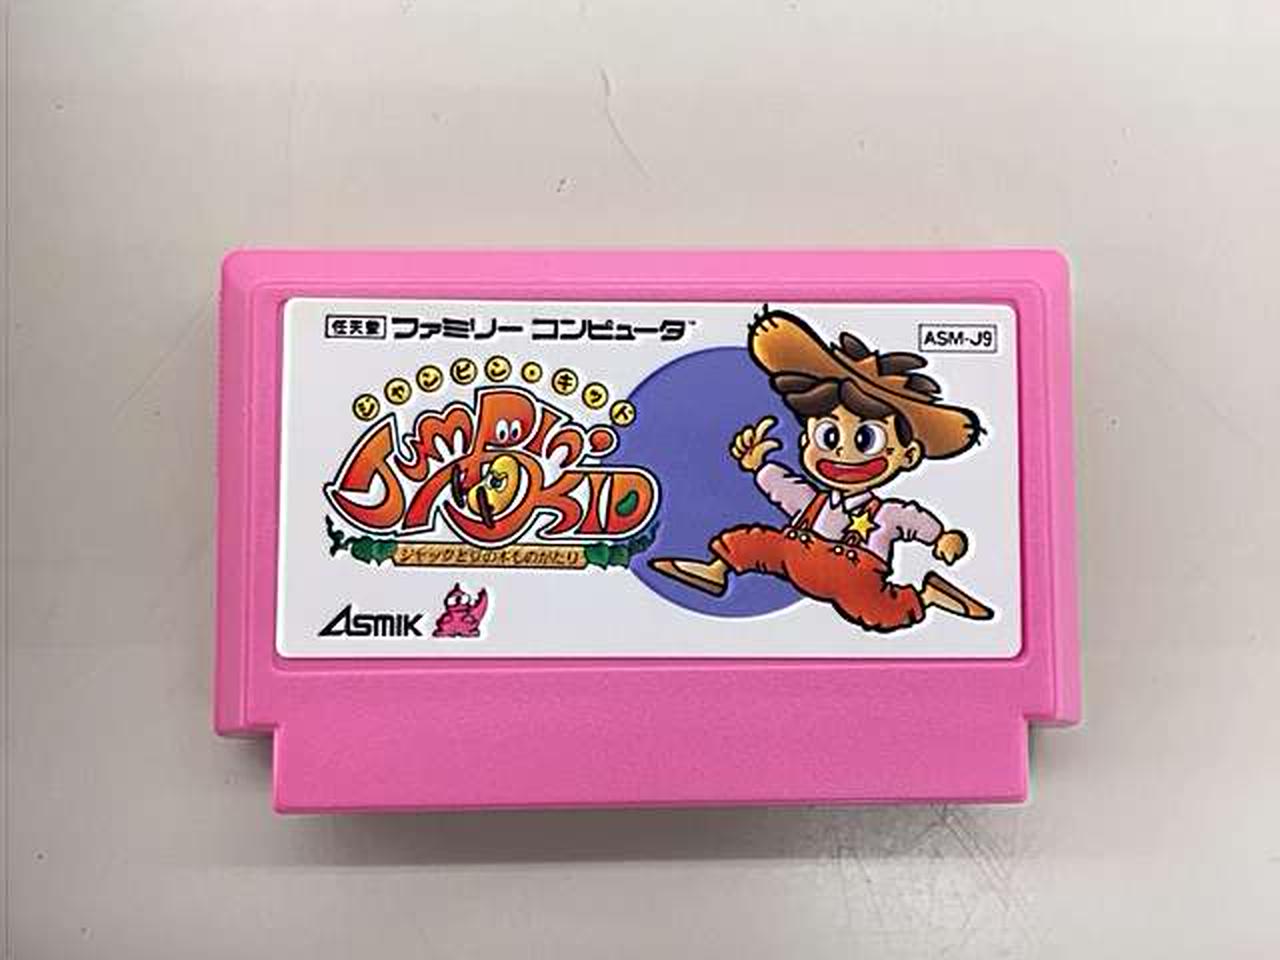 任天堂 ファミリー コンピュータ™
ASM-J9
ジャンピン・キッド
JUMPIN' KID
ジャックと豆の木ものがたり
ASMIK